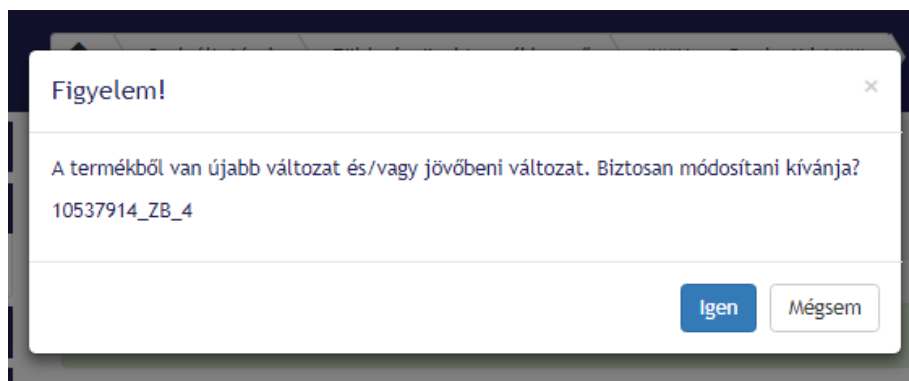 Figyelem!
×
A termékből van újabb változat és/vagy jövőbeni változat. Biztosan módosítani kívánja?
10537914_ZB_4
Igen
Mégsem